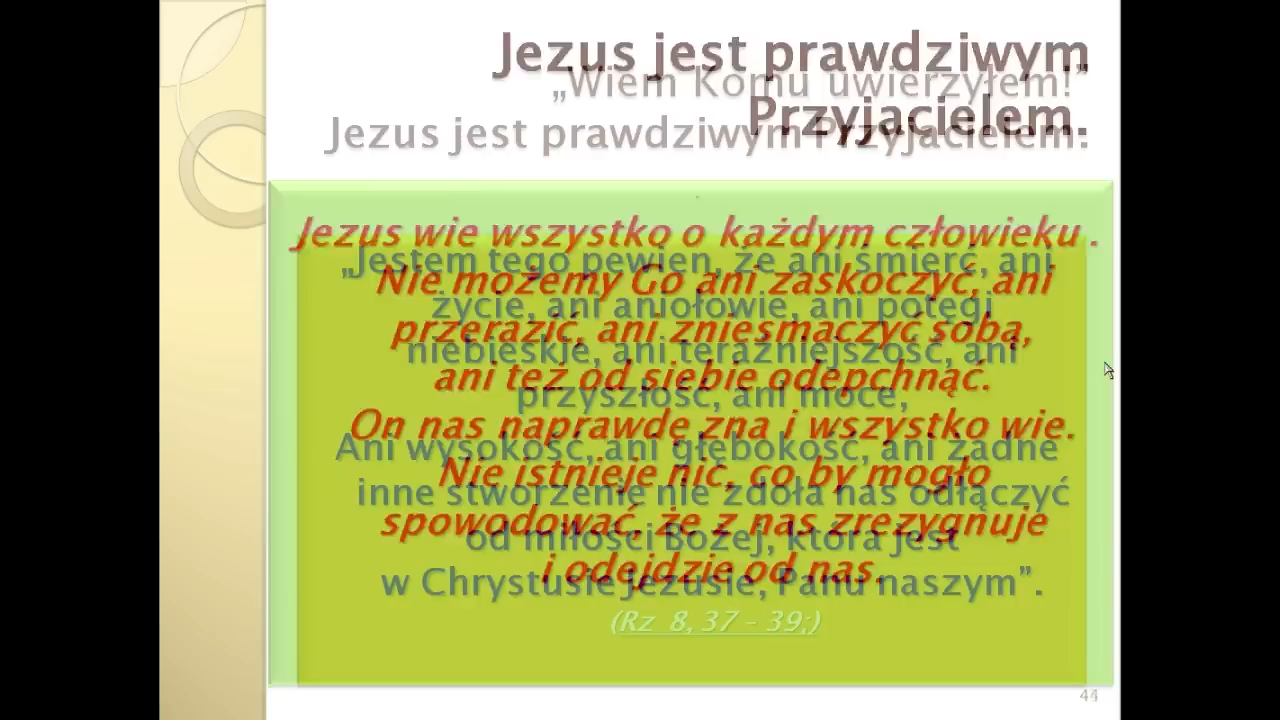 Jezus jest prawdziwym
Przyjacielem.
„Wiem Komu uwierzyłem!”
Jezus jest prawdziwym Przyjacielem.
Jezus wie wszystko o każdym człowieku .
Nie możemy Go ani zaskoczyć, ani
przerazić, ani zniesmaczyć sobą,
ani też od siebie odepchnąć.
On nas naprawdę zna i wszystko wie.
Nie istnieje nic, co by mogło
spowodować, że z nas zrezygnuje
i odejdzie od nas.
„Jestem tego pewien, że ani śmierć, ani
życie, ani aniołowie, ani potęgi
niebieskie, ani teraźniejszość, ani
przyszłość, ani moce,
Ani wysokość, ani głębokość, ani żadne
inne stworzenie nie zdoła nas odłączyć
od miłości Bożej, która jest
w Chrystusie Jezusie, Panu naszym”.
(Rz 8, 37 – 39;)
44